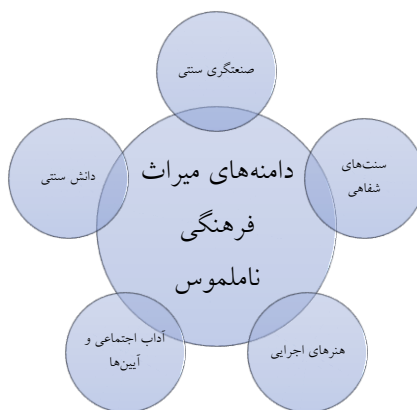 صنعتگری سنتی
سنت‌های
شفاهی
دامنه‌های میراث
فرهنگی
ناملموس
دانش سنتی
هنرهای اجرایی
آداب اجتماعی و
آیین‌ها